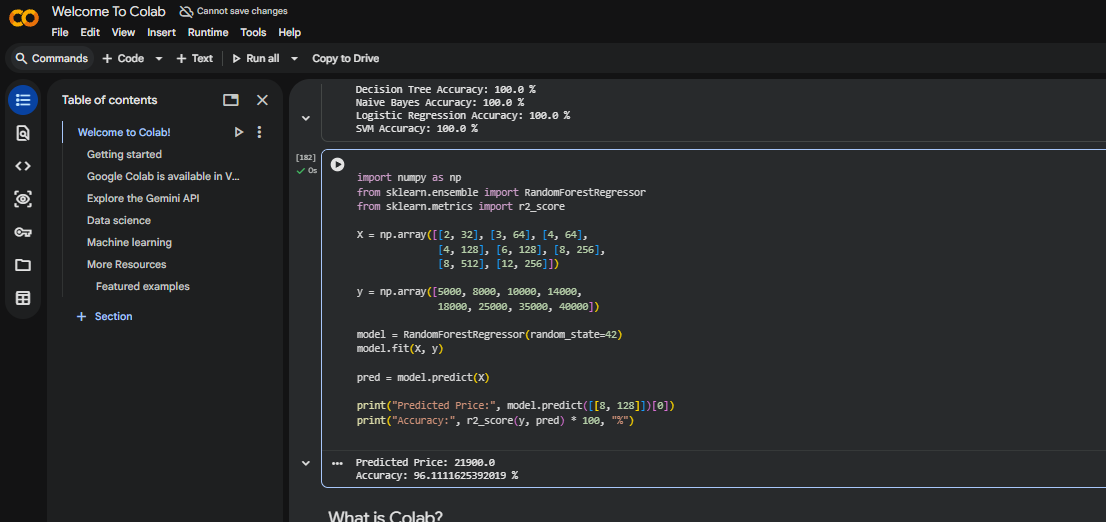 Welcome To Colab
Cannot save changes
File Edit View Insert Runtime Tools Help
Commands + Code + Text Run all Copy to Drive
Table of contents
Welcome to Colab!
Getting started
Google Colab is available in V...
Explore the Gemini API
Data science
Machine learning
More Resources
Featured examples
+ Section
Decision Tree Accuracy: 100.0 %
Naive Bayes Accuracy: 100.0 %
Logistic Regression Accuracy: 100.0 %
SVM Accuracy: 100.0 %
[182]
0s
import numpy as np
from sklearn.ensemble import RandomForestRegressor
from sklearn.metrics import r2_score
X = np.array([[2, 32], [3, 64], [4, 64],
[4, 128], [6, 128], [8, 256],
[8, 512], [12, 256]])
y = np.array([5000, 8000, 10000, 14000,
18000, 25000, 35000, 40000])
model = RandomForestRegressor(random_state=42)
model.fit(X, y)
pred = model.predict(X)
print("Predicted Price:", model.predict([[8, 128]])[0])
print("Accuracy:", r2_score(y, pred) * 100, "%")
Predicted Price: 21900.0
Accuracy: 96.1111625392019 %
What is Colab?